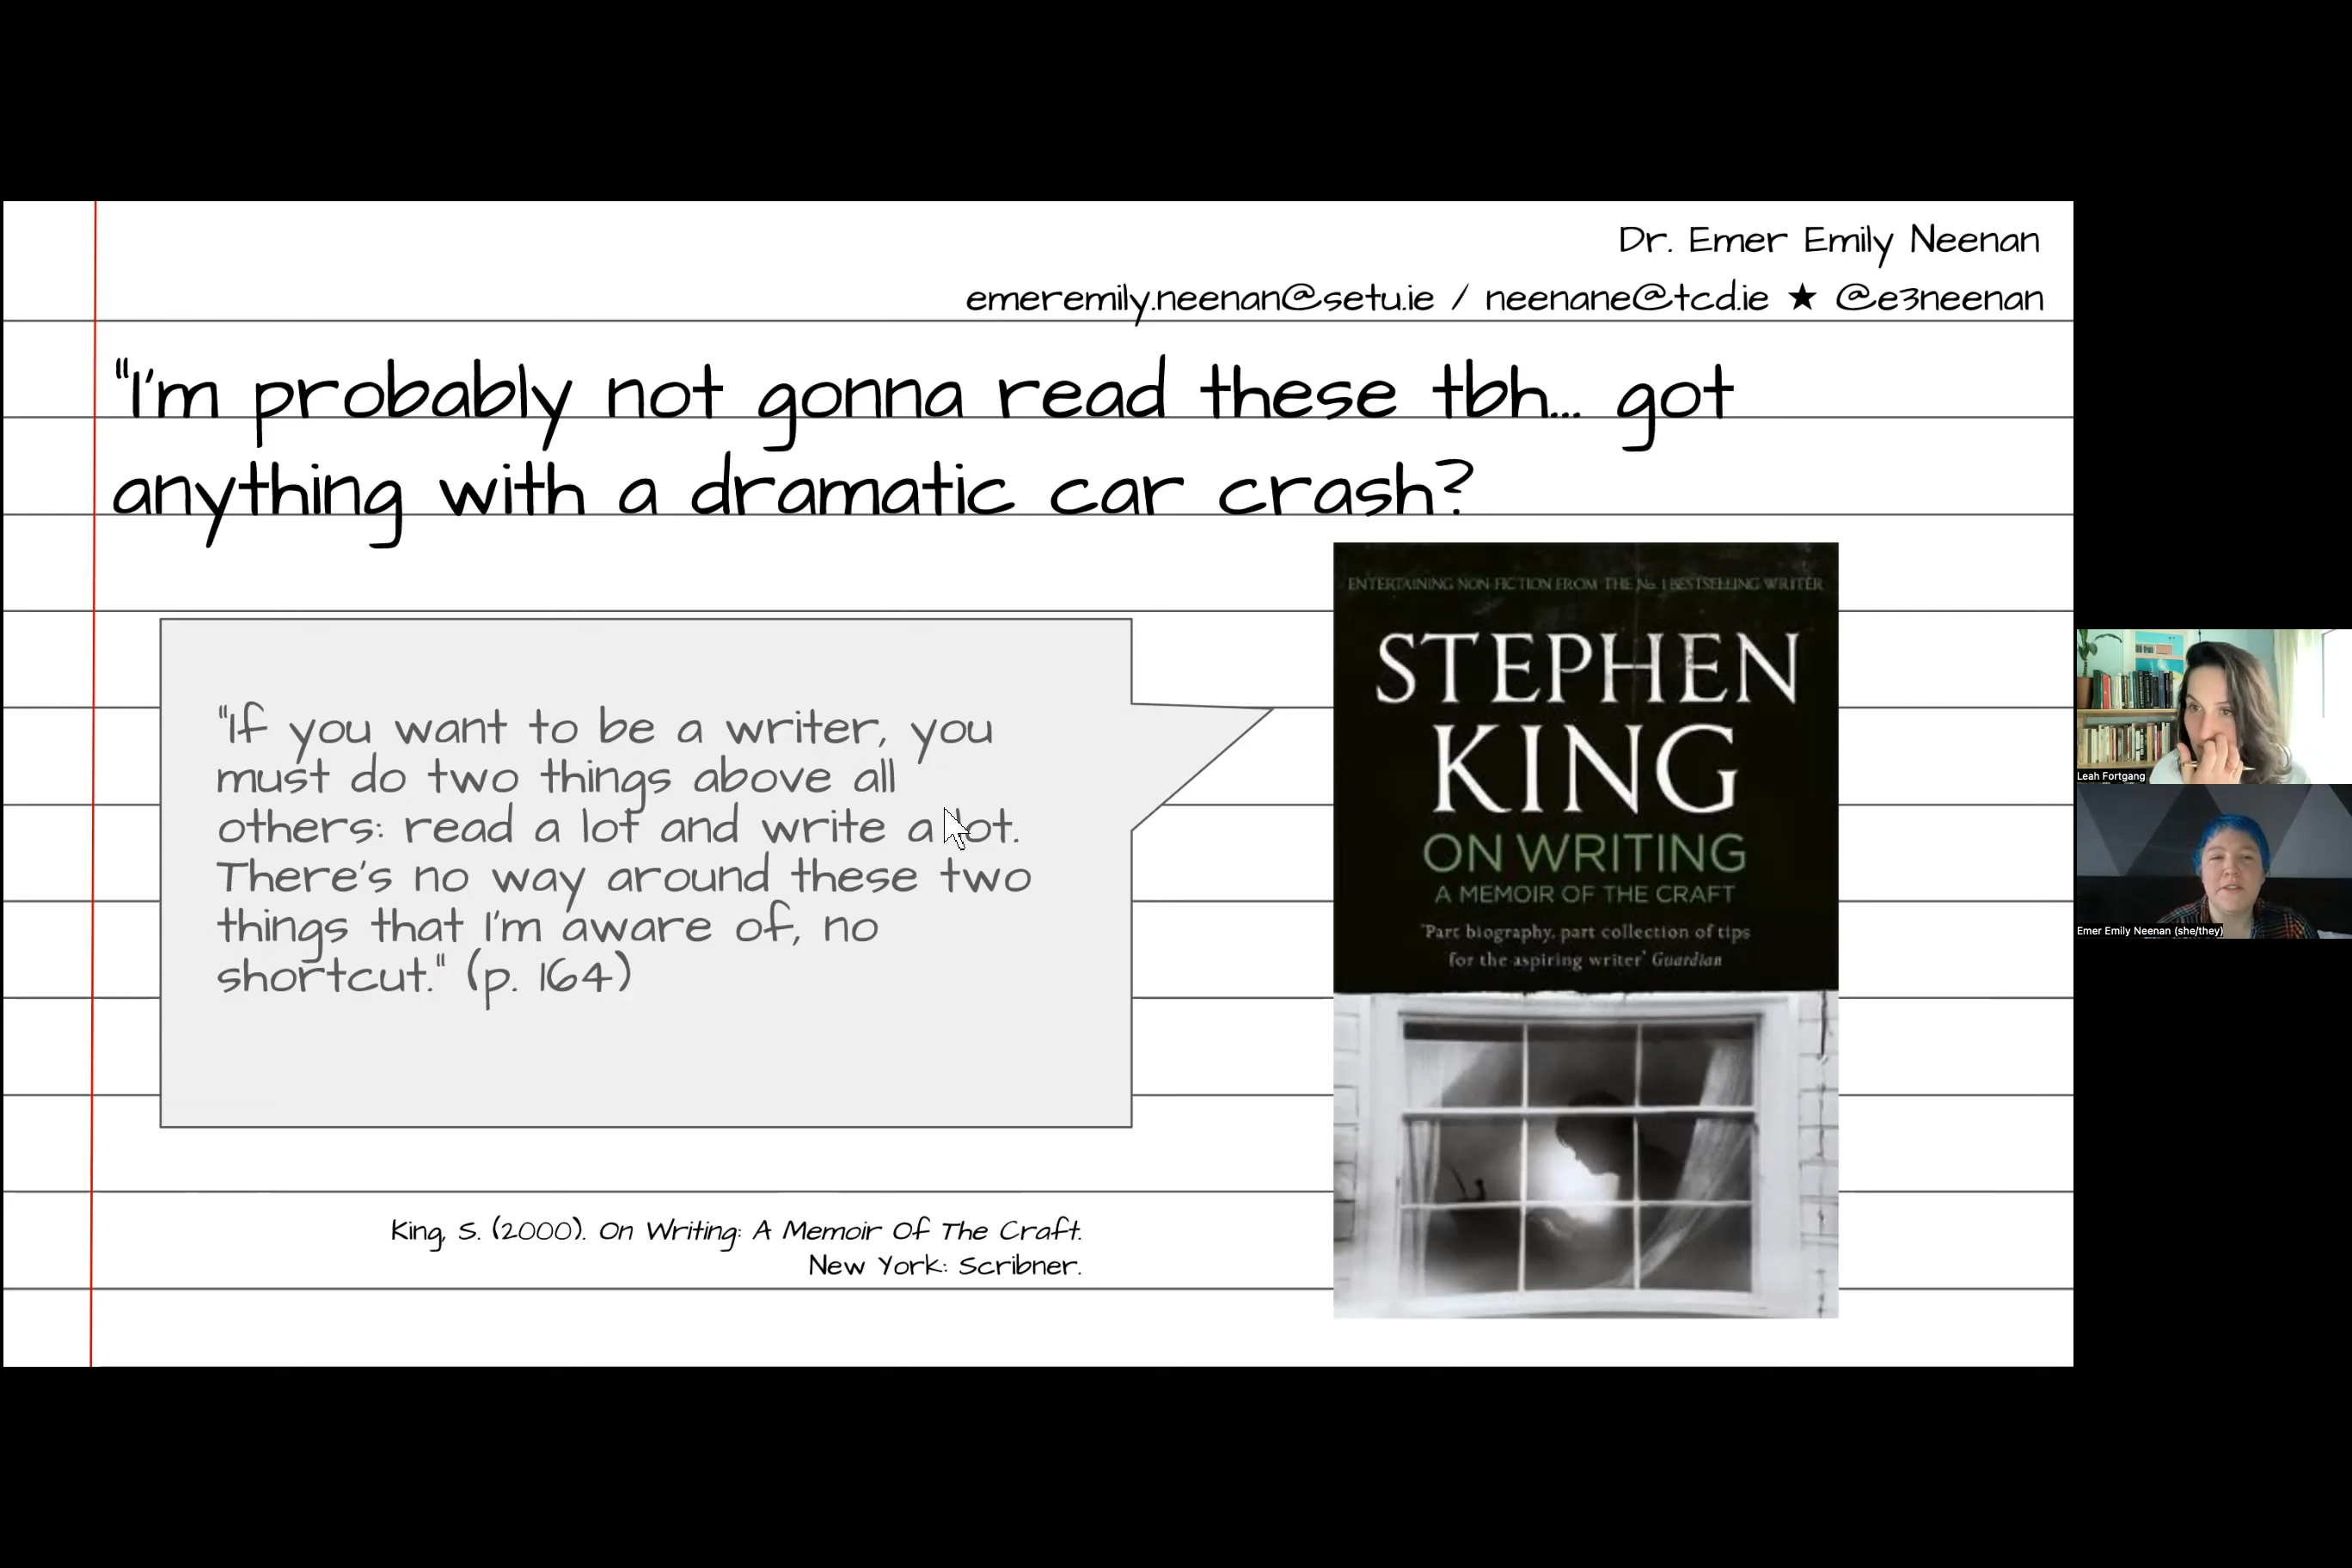 Dr. Emer Emily Neenan
emeremily.neenan@setu.ie / neenane@tcd.ie ★ @e3neenan
"I'm probably not gonna read these tbh... got
anything with a dramatic car crash?
"If you want to be a writer, you
must do two things above all
others: read a lot and write a lot.
There's no way around these two
things that I'm aware of, no
shortcut." (p. 164)
King, S. (2000). On Writing: A Memoir Of The Craft.
New York: Scribner.
ENTERTAINING NON FICTION FROM THE No. 1 BESTSELLING WRITER
STEPHEN
KING
ON WRITING
A MEMOIR OF THE CRAFT
'Part biography, part collection of tips
for the aspiring writer' Guardian
Leah Fortgang
Emer Emily Neenan (she/they)